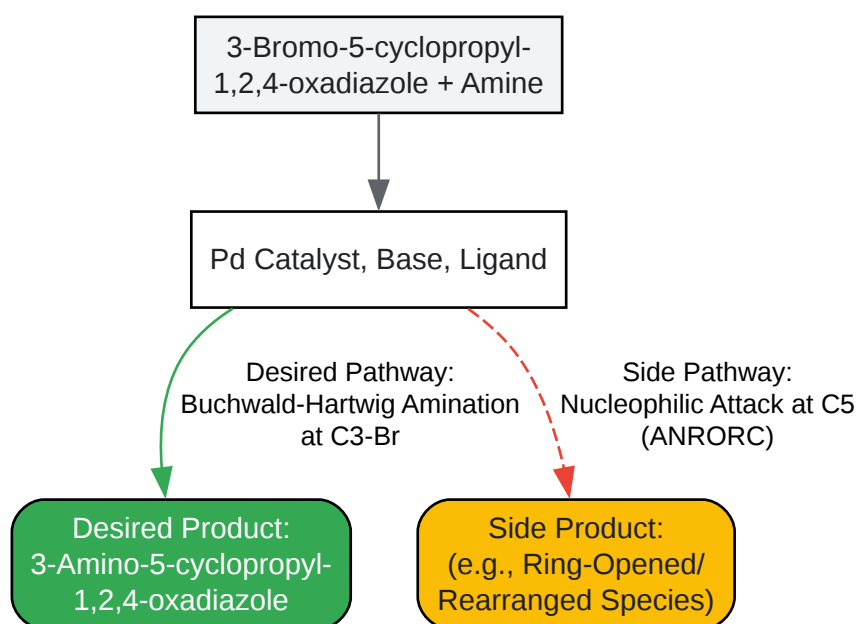 3-Bromo-5-cyclopropyl-
1,2,4-oxadiazole + Amine
Pd Catalyst, Base, Ligand
Desired Pathway:
Buchwald-Hartwig Amination
at C3-Br
Side Pathway:
Nucleophilic Attack at C5
(ANRORC)
Desired Product:
3-Amino-5-cyclopropyl-
1,2,4-oxadiazole
Side Product:
(e.g., Ring-Opened/
Rearranged Species)